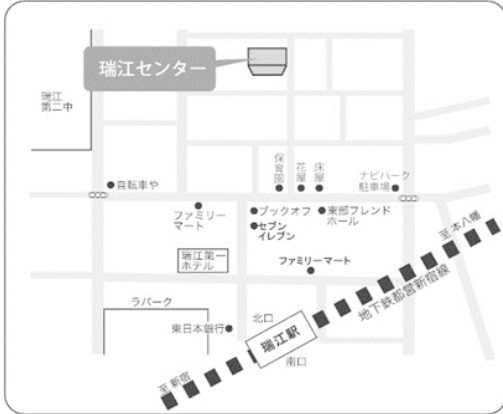 瑞江センター
瑞江
第二中
自転車や
保育園
花屋
床屋
ナビパーク
駐車場
ファミリー
マート
ブックオフ
セブン
イレブン
東部フレンド
ホール
瑞江第一
ホテル
ファミリーマート
至本八幡
地下鉄都営新宿線
ラパーク
北口
東日本銀行
瑞江駅
南口
至新宿